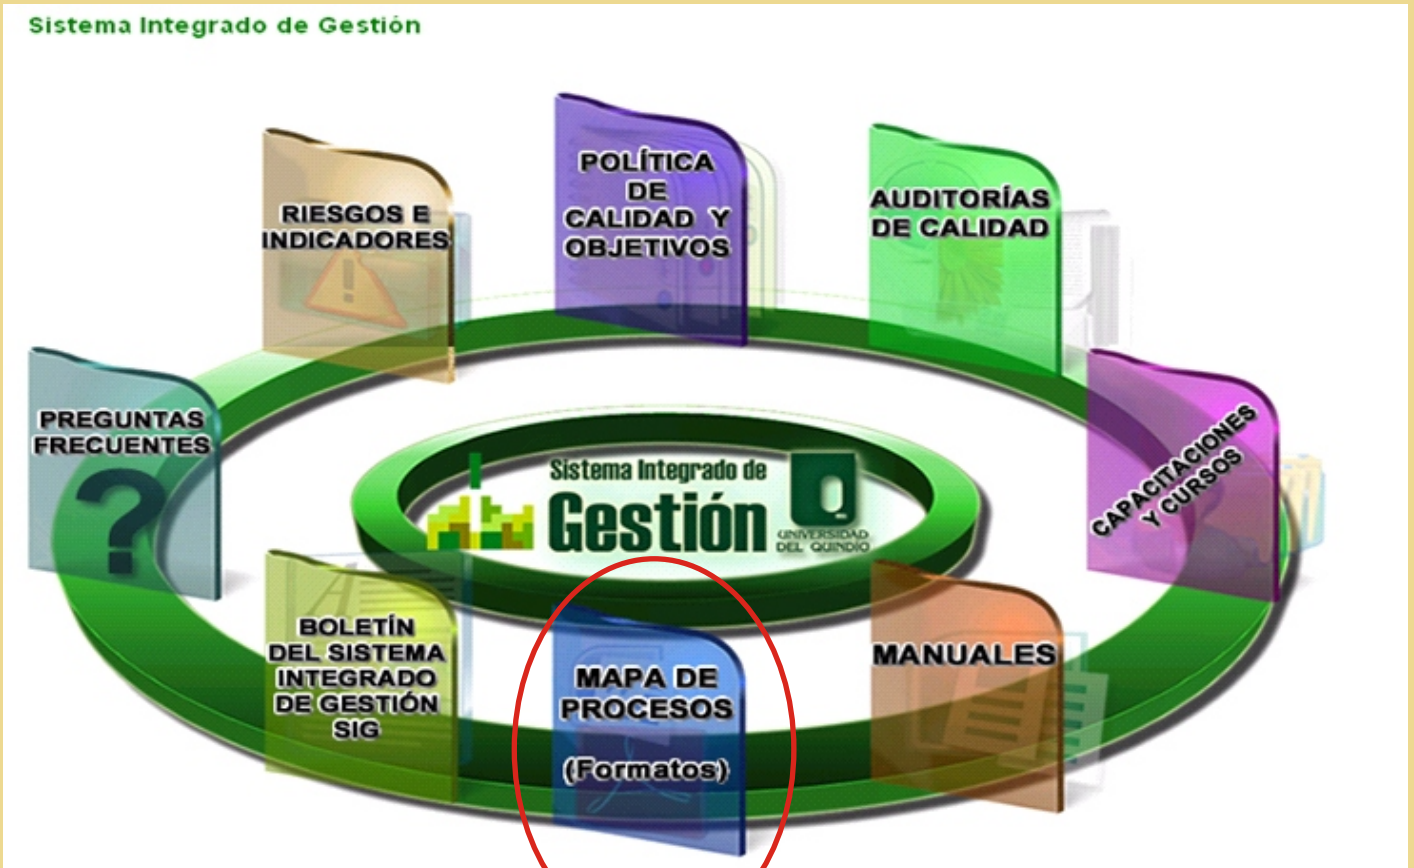 Sistema Integrado de Gestión
POLÍTICA
DE
CALIDAD Y
OBJETIVOS
RIESGOS E
INDICADORES
AUDITORÍAS
DE CALIDAD
PREGUNTAS
FRECUENTES
?
CAPACITACIONES
Y CURSOS
Sistema Integrado de
Gestión
UNIVERSIDAD
DEL QUINDÍO
BOLETÍN
DEL SISTEMA
INTEGRADO
DE GESTIÓN
SIG
MAPA DE
PROCESOS
(Formatos)
MANUALES